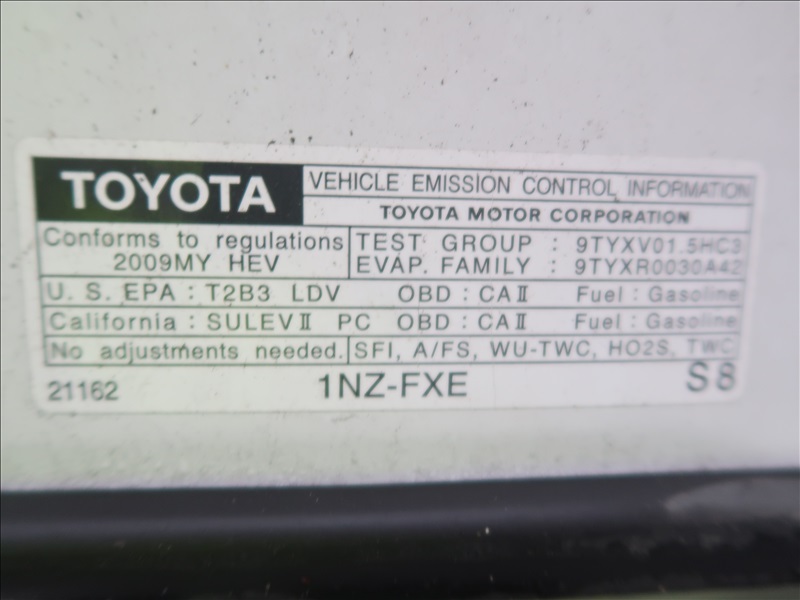 TOYOTA VEHICLE EMISSION CONTROL INFORMATION
TOYOTA MOTOR CORPORATION
Conforms to regulations TEST GROUP : 9TYXV01.5HC3
2009MY HEV EVAP. FAMILY : 9TYXR0030A42
U. S. EPA : T2B3 LDV OBD : CAⅡ Fuel : Gasoline
California : SULEVⅡ PC OBD : CAⅡ Fuel : Gasoline
No adjustments needed. SFI, A/FS, WU-TWC, HO2S, TWC
21162 1NZ-FXE S8